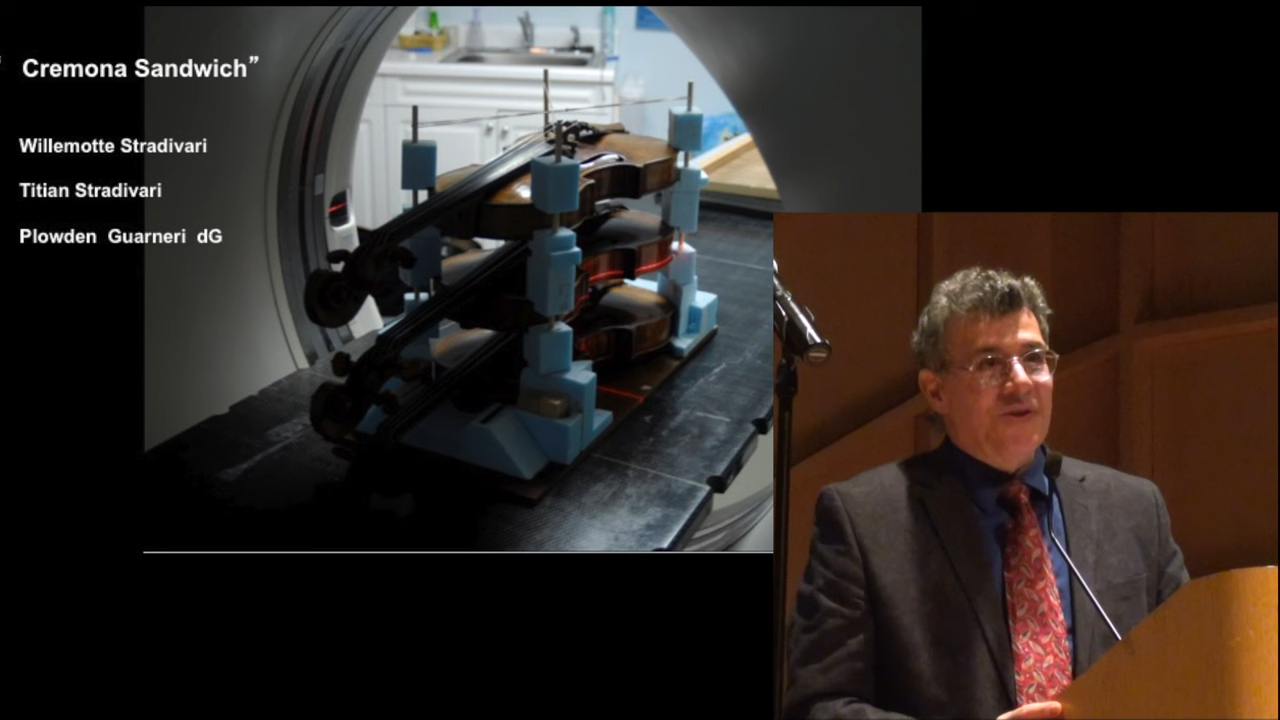 “ Cremona Sandwich”
Willemotte Stradivari
Titian Stradivari
Plowden Guarneri dG